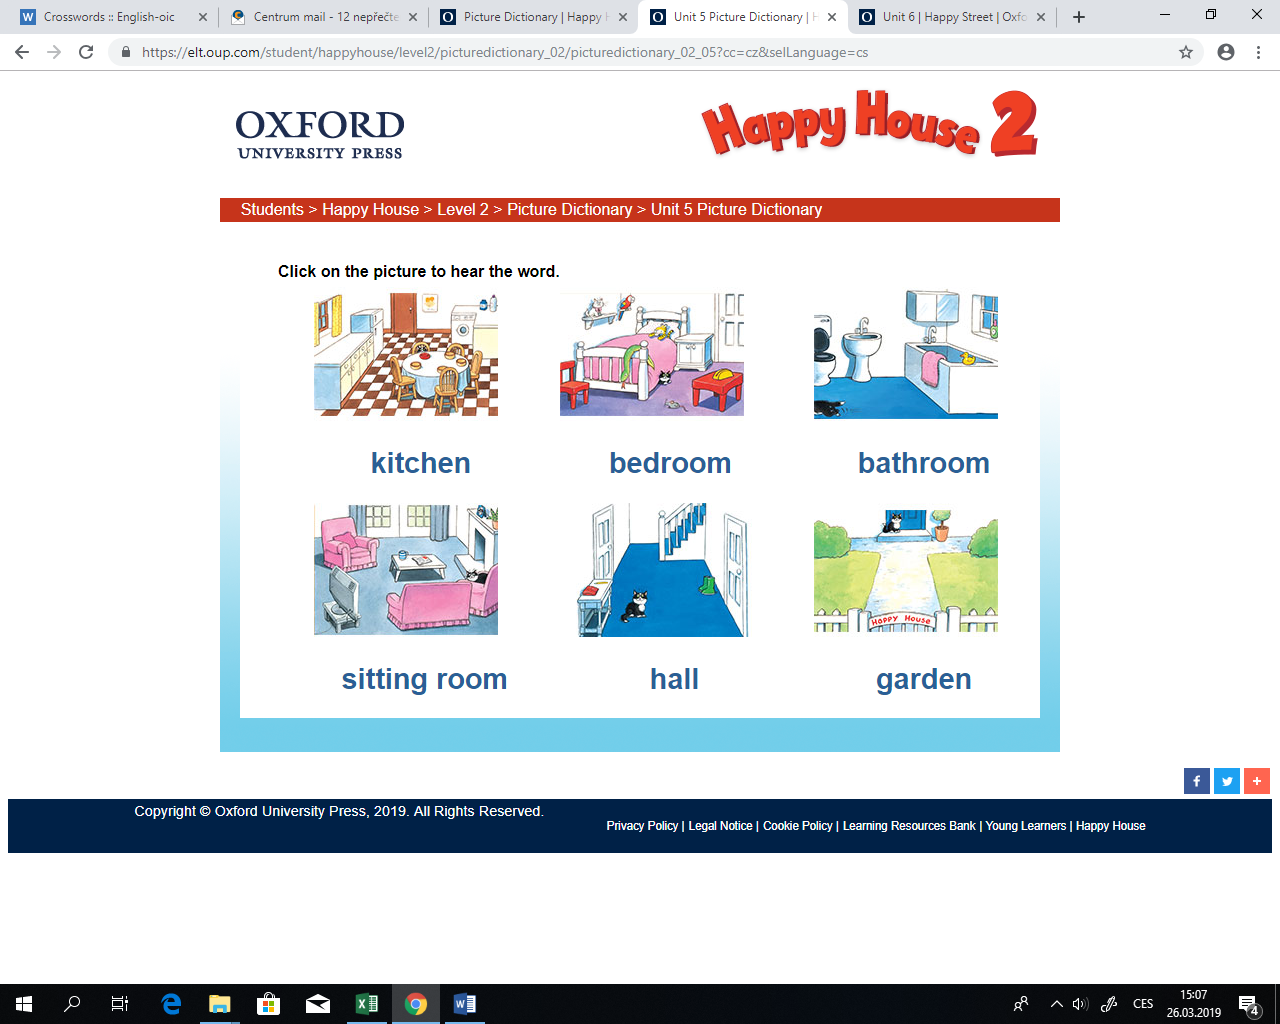 Crosswords :: English-oic
Centrum mail - 12 nepřečte
Picture Dictionary | Happy H
Unit 5 Picture Dictionary | H
Unit 6 | Happy Street | Oxfo
https://elt.oup.com/student/happyhouse/level2/picturedictionary_02/picturedictionary_02_05?cc=cz&selLanguage=cs
OXFORD
UNIVERSITY PRESS
Happy House 2
Students > Happy House > Level 2 > Picture Dictionary > Unit 5 Picture Dictionary
Click on the picture to hear the word.
kitchen
bedroom
bathroom
Happy House
sitting room
hall
garden
Copyright © Oxford University Press, 2019. All Rights Reserved.
Privacy Policy | Legal Notice | Cookie Policy | Learning Resources Bank | Young Learners | Happy House
CES
15:07
26.03.2019
4